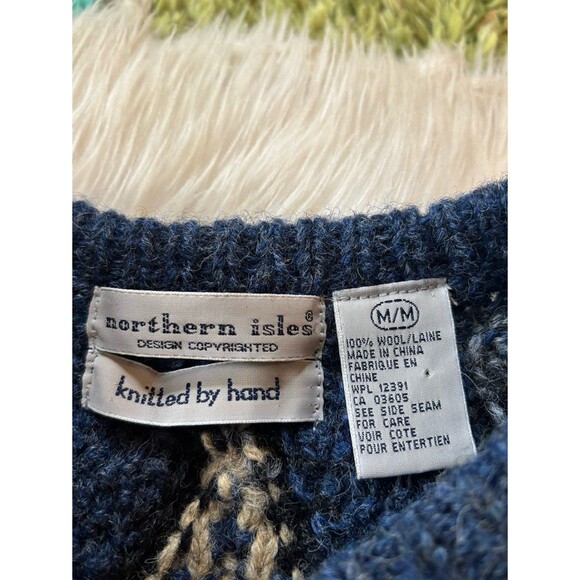 northern isles®
DESIGN COPYRIGHTED
knitted by hand
M/M
100% WOOL/LAINE
MADE IN CHINA
FABRIQUE EN
CHINE
WPL 12391
CA 03605
SEE SIDE SEAM
FOR CARE
VOIR COTE
POUR ENTERTIEN